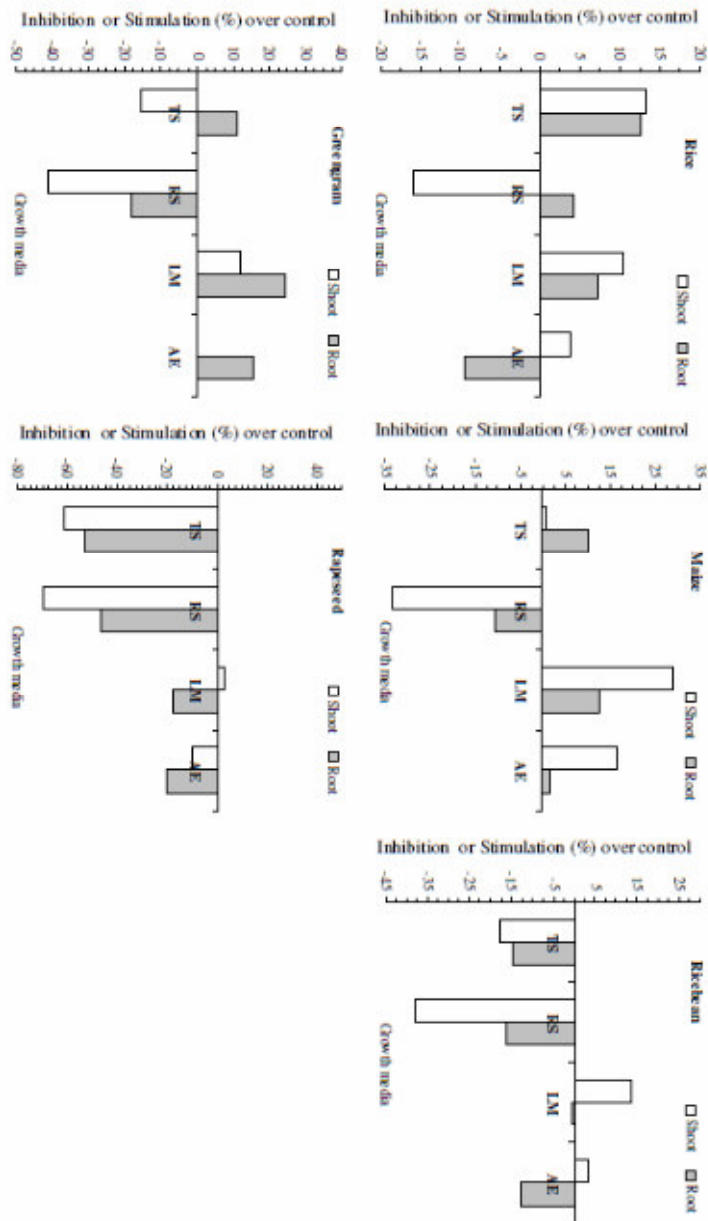 Inhibition or Stimulation (%) over control
20
15
10
5
0
-5
-10
-15
-20
Rice
Shoot
Root
TS
RS
LM
AE
Growth media
Inhibition or Stimulation (%) over control
35
25
15
5
-5
-15
-25
-35
Maize
Shoot
Root
TS
RS
LM
AE
Growth media
Inhibition or Stimulation (%) over control
25
15
5
-5
-15
-25
-35
-45
Ricebean
Shoot
Root
TS
RS
LM
AE
Growth media
Inhibition or Stimulation (%) over control
40
30
20
10
0
-10
-20
-30
-40
-50
Greengram
Shoot
Root
TS
RS
LM
AE
Growth media
Inhibition or Stimulation (%) over control
40
20
0
-20
-40
-60
-80
Rapeseed
Shoot
Root
TS
RS
LM
AE
Growth media